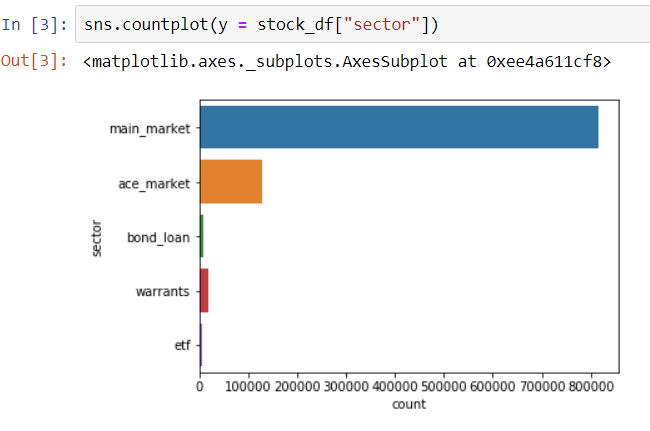 In [3]: sns.countplot(y = stock_df["sector"])
Out[3]: <matplotlib.axes._subplots.AxesSubplot at 0xee4a611cf8>
main_market
ace_market
bond_loan
warrants
etf
sector
0 100000 200000 300000 400000 500000 600000 700000 800000
count